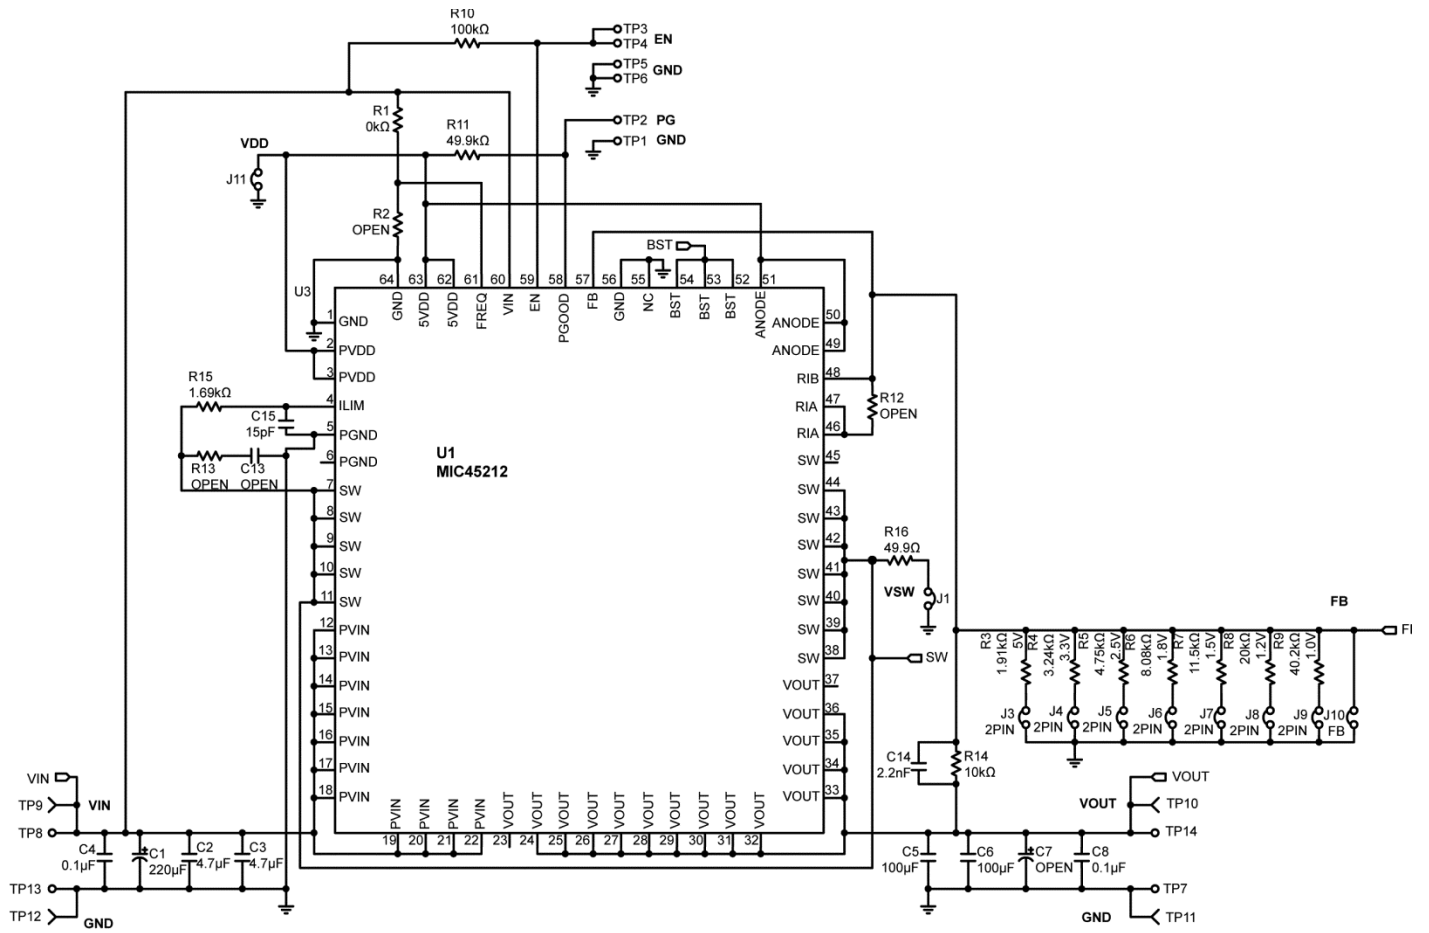 R10
100kΩ
TP3
TP4 EN
TP5
GND
TP6
R1
0kΩ
R11
49.9kΩ
TP2 PG
TP1 GND
VDD
J11
R2
OPEN
BST
U3
64 63 62 61 60 59 58 57 56 55 54 53 52 51
GND 5VDD 5VDD FREQ VIN EN PGOOD FB GND NC BST BST BST ANODE
1 GND
2 PVDD
3 PVDD
4 ILIM
5 PGND
6 PGND
7 SW
8 SW
9 SW
10 SW
11 SW
12 PVIN
13 PVIN
14 PVIN
15 PVIN
16 PVIN
17 PVIN
18 PVIN
R15
1.69kΩ
C15
15pF
R13
OPEN
C13
OPEN
U1
MIC45212
ANODE 50
ANODE 49
RIB 48
RIA 47
RIA 46
SW 45
SW 44
SW 43
SW 42
SW 41
SW 40
SW 39
SW 38
VOUT 37
VOUT 36
VOUT 35
VOUT 34
VOUT 33
R12
OPEN
R16
49.9Ω
VSW
J1
SW
FB
FI
R3
1.91kΩ
5V
R4
3.24kΩ
3.3V
R5
4.75kΩ
2.5V
R6
8.08kΩ
1.8V
R7
11.5kΩ
1.5V
R8
20kΩ
1.2V
R9
40.2kΩ
1.0V
J3
2PIN
J4
2PIN
J5
2PIN
J6
2PIN
J7
2PIN
J8
2PIN
J9
2PIN
J10
FB
C14
2.2nF
R14
10kΩ
PVIN PVIN PVIN PVIN VOUT VOUT VOUT VOUT VOUT VOUT VOUT VOUT VOUT VOUT
19 20 21 22 23 24 25 26 27 28 29 30 31 32
VIN
TP9 VIN
TP8
C4
0.1µF
C1
220µF
C2
4.7µF
C3
4.7µF
TP13
TP12
GND
VOUT
VOUT TP10
TP14
C5
100µF
C6
100µF
C7
OPEN
C8
0.1µF
TP7
GND TP11